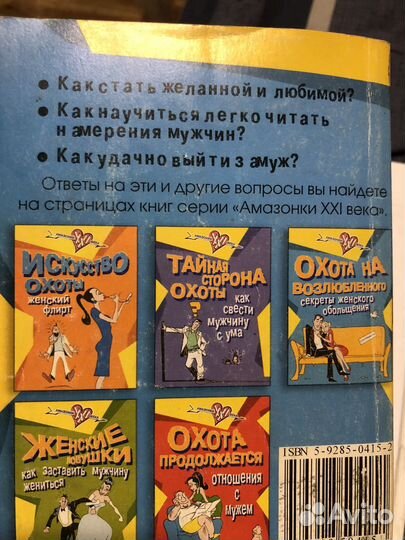 • Как стать желанной и любимой?
• Как научиться легко читать
намерения мужчин?
• Как удачно выйти замуж?
Ответы на эти и другие вопросы вы найдете
на страницах книг серии «Амазонки XXI века».
ИСКУССТВО
ОХОТЫ
женский
флирт
ТАЙНАЯ
СТОРОНА
ОХОТЫ
как
свести
мужчину
с ума
ОХОТА НА
ВОЗЛЮБЛЕННОГО
секреты женского
обольщения
ЖЕНСКИЕ
ЛОВУШКИ
как заставить мужчину
жениться
ОХОТА
ПРОДОЛЖАЕТСЯ
отношения
с
мужем
ISBN 5-9285-0415-2
Avito